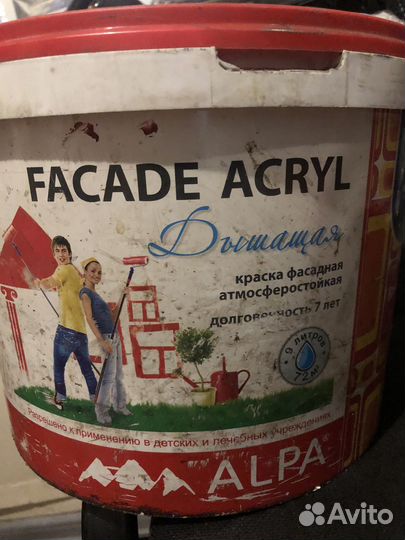 FACADE ACRYL
Дышащая
краска фасадная
атмосферостойкая
долговечность 7 лет
9 литров
72 м²
Разрешено к применению в детских и лечебных учреждениях
ALPA®
Avito